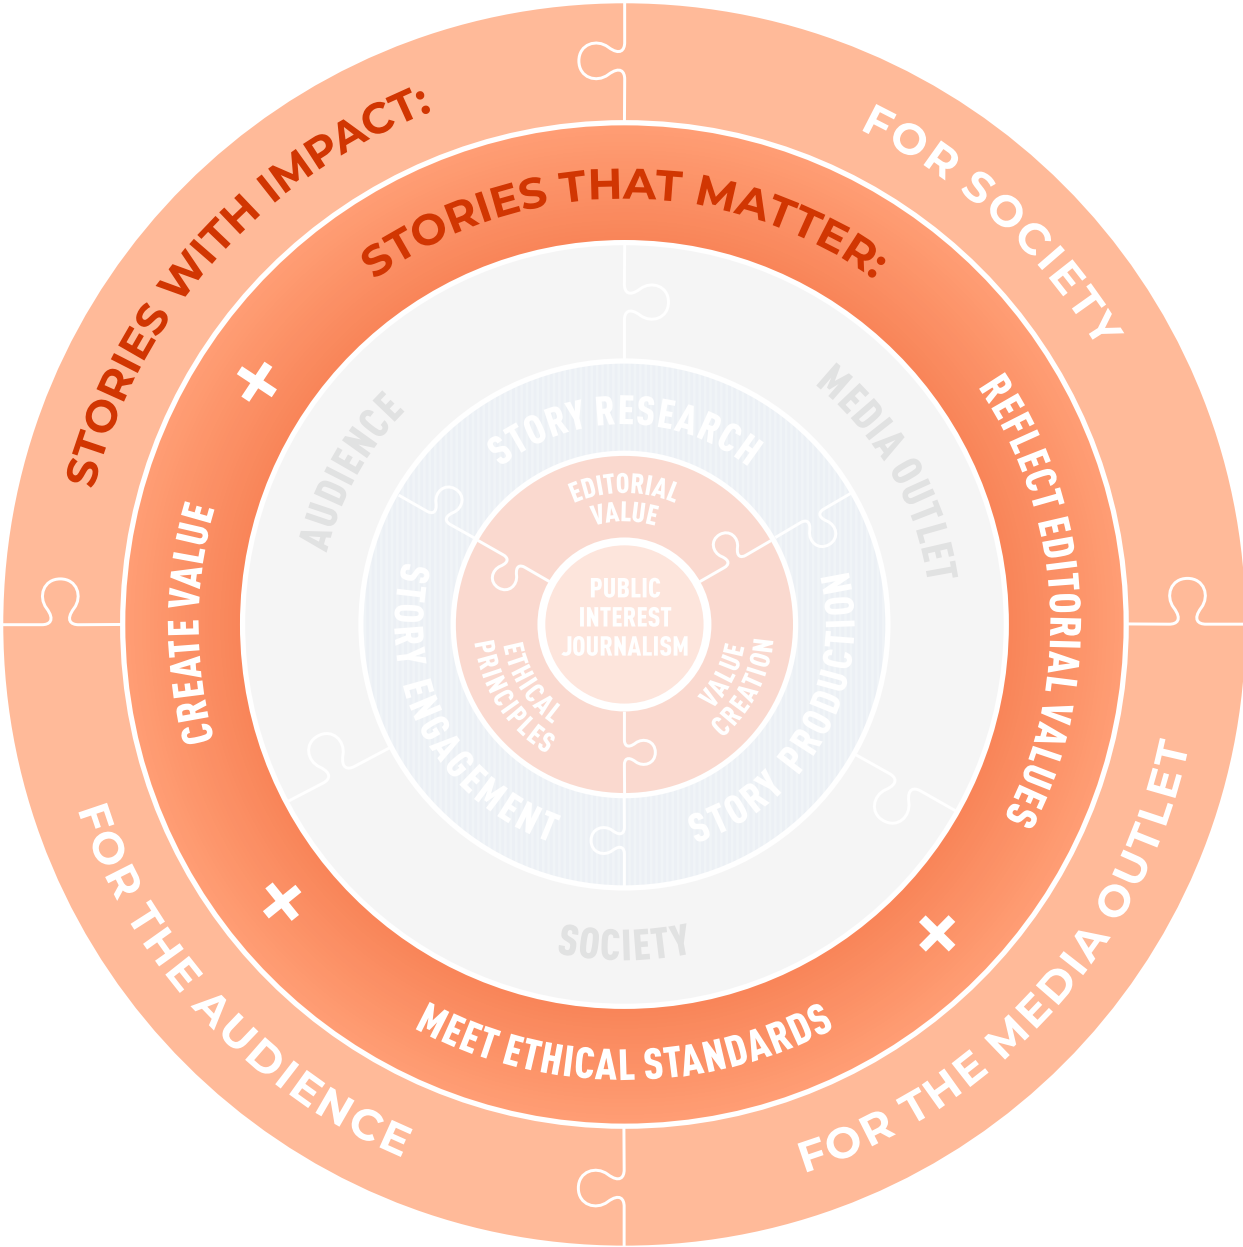 STORIES WITH IMPACT:
FOR SOCIETY
FOR THE MEDIA OUTLET
FOR THE AUDIENCE
STORIES THAT MATTER:
REFLECT EDITORIAL VALUES
MEET ETHICAL STANDARDS
CREATE VALUE
AUDIENCE
MEDIA OUTLET
SOCIETY
STORY RESEARCH
STORY PRODUCTION
STORY ENGAGEMENT
EDITORIAL
VALUE
VALUE
CREATION
ETHICAL
PRINCIPLES
PUBLIC
INTEREST
JOURNALISM